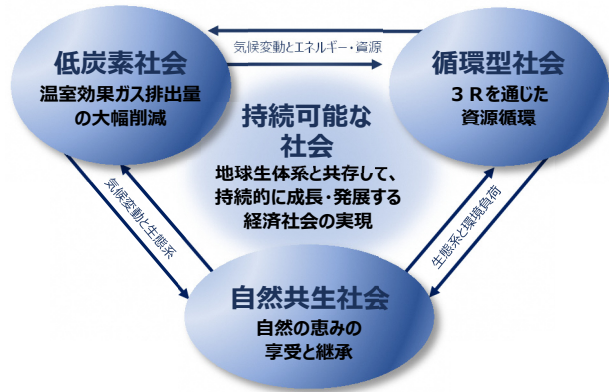 気候変動とエネルギー・資源
低炭素社会
温室効果ガス排出量
の大幅削減
循環型社会
3Rを通じた
資源循環
持続可能な
社会
地球生体系と共存して、
持続的に成長・発展する
経済社会の実現
気候変動と生態系
生態系と環境負荷
自然共生社会
自然の恵みの
享受と継承